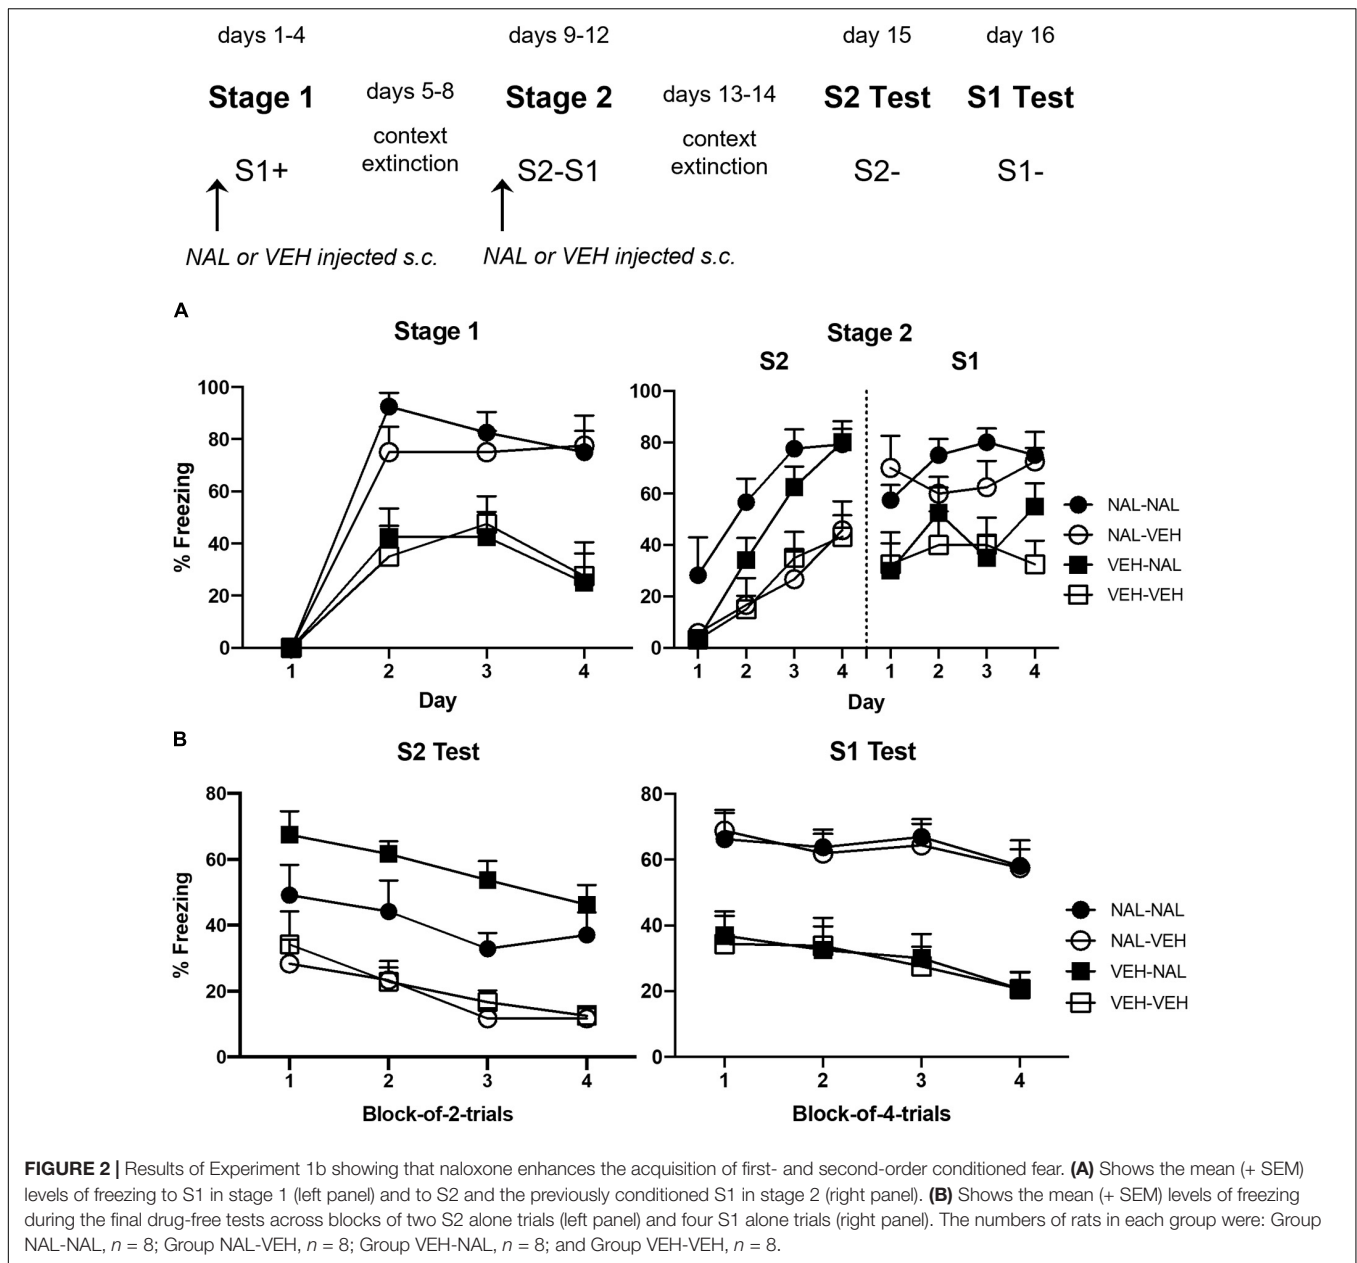 days 1-4
days 9-12
day 15
day 16
Stage 1
days 5-8
Stage 2
days 13-14
S2 Test
S1 Test
context
extinction
context
extinction
S1+
S2-S1
S2-
S1-
NAL or VEH injected s.c.
NAL or VEH injected s.c.
A
Stage 1
Stage 2
S2
S1
% Freezing
100
80
60
40
20
0
1 2 3 4
Day
100
80
60
40
20
0
1 2 3 4 1 2 3 4
Day
NAL-NAL
NAL-VEH
VEH-NAL
VEH-VEH
B
S2 Test
S1 Test
% Freezing
80
60
40
20
0
1 2 3 4
Block-of-2-trials
80
60
40
20
0
1 2 3 4
Block-of-4-trials
NAL-NAL
NAL-VEH
VEH-NAL
VEH-VEH
FIGURE 2 | Results of Experiment 1b showing that naloxone enhances the acquisition of first- and second-order conditioned fear. (A) Shows the mean (+ SEM)
levels of freezing to S1 in stage 1 (left panel) and to S2 and the previously conditioned S1 in stage 2 (right panel). (B) Shows the mean (+ SEM) levels of freezing
during the final drug-free tests across blocks of two S2 alone trials (left panel) and four S1 alone trials (right panel). The numbers of rats in each group were: Group
NAL-NAL, n = 8; Group NAL-VEH, n = 8; Group VEH-NAL, n = 8; and Group VEH-VEH, n = 8.